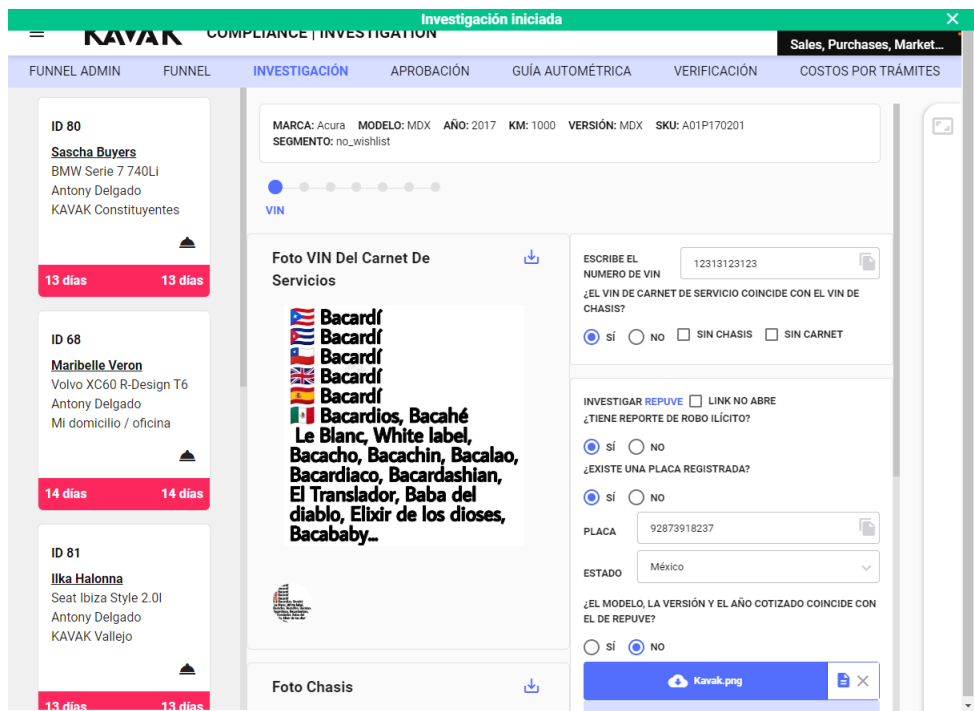 Investigación iniciada
KAVAK COMPLIANCE | INVESTIGATION
Sales, Purchases, Market...
FUNNEL ADMIN FUNNEL INVESTIGACIÓN APROBACIÓN GUÍA AUTOMÉTRICA VERIFICACIÓN COSTOS POR TRÁMITES
ID 80
Sascha Buyers
BMW Serie 7 740Li
Antony Delgado
KAVAK Constituyentes
13 días 13 días
ID 68
Maribelle Veron
Volvo XC60 R-Design T6
Antony Delgado
Mi domicilio / oficina
14 días 14 días
ID 81
Ilka Halonna
Seat Ibiza Style 2.0l
Antony Delgado
KAVAK Vallejo
13 días 13 días
MARCA: Acura MODELO: MDX AÑO: 2017 KM: 1000 VERSIÓN: MDX SKU: A01P170201
SEGMENTO: no_wishlist
VIN
Foto VIN Del Carnet De
Servicios
Bacardí
Bacardí
Bacardí
Bacardí
Bacardí
Bacardios, Bacahé
Le Blanc, White label,
Bacacho, Bacachin, Bacalao,
Bacardiaco, Bacardashian,
El Translador, Baba del
diablo, Elixir de los dioses,
Bacababy...
Foto Chasis
ESCRIBE EL
NUMERO DE VIN 12313123123
¿EL VIN DE CARNET DE SERVICIO COINCIDE CON EL VIN DE
CHASIS?
SÍ NO SIN CHASIS SIN CARNET
INVESTIGAR REPUVE LINK NO ABRE
¿TIENE REPORTE DE ROBO ILÍCITO?
SÍ NO
¿EXISTE UNA PLACA REGISTRADA?
SÍ NO
PLACA 92873918237
ESTADO México
¿EL MODELO, LA VERSIÓN Y EL AÑO COTIZADO COINCIDE CON
EL DE REPUVE?
SÍ NO
Kavak.png